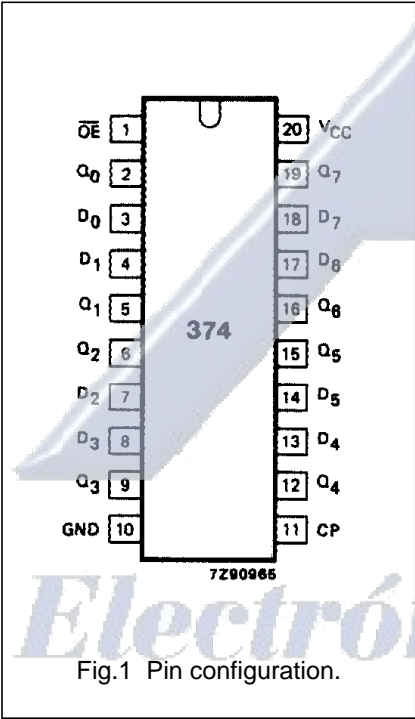 O̅E̅ 1 20 VCC
Q0 2 19 Q7
D0 3 18 D7
D1 4 17 D6
Q1 5 16 Q6
374
Q2 6 15 Q5
D2 7 14 D5
D3 8 13 D4
Q3 9 12 Q4
GND 10 11 CP
7Z90965
Electró
Fig.1 Pin configuration.